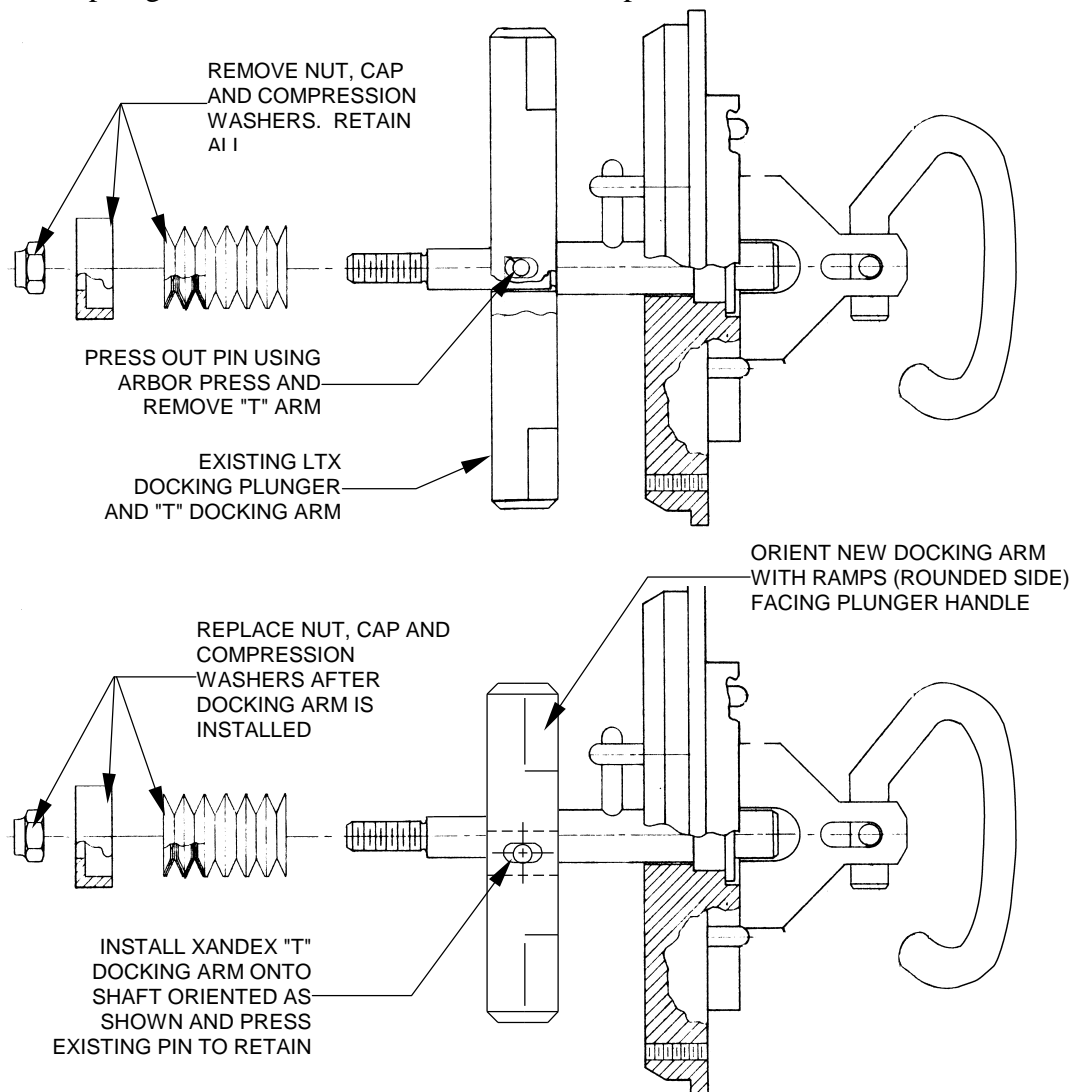 REMOVE NUT, CAP
AND COMPRESSION
WASHERS. RETAIN
ALL
PRESS OUT PIN USING
ARBOR PRESS AND
REMOVE "T" ARM
EXISTING LTX
DOCKING PLUNGER
AND "T" DOCKING ARM
ORIENT NEW DOCKING ARM
WITH RAMPS (ROUNDED SIDE)
FACING PLUNGER HANDLE
REPLACE NUT, CAP AND
COMPRESSION
WASHERS AFTER
DOCKING ARM IS
INSTALLED
INSTALL XANDEX "T"
DOCKING ARM ONTO
SHAFT ORIENTED AS
SHOWN AND PRESS
EXISTING PIN TO RETAIN